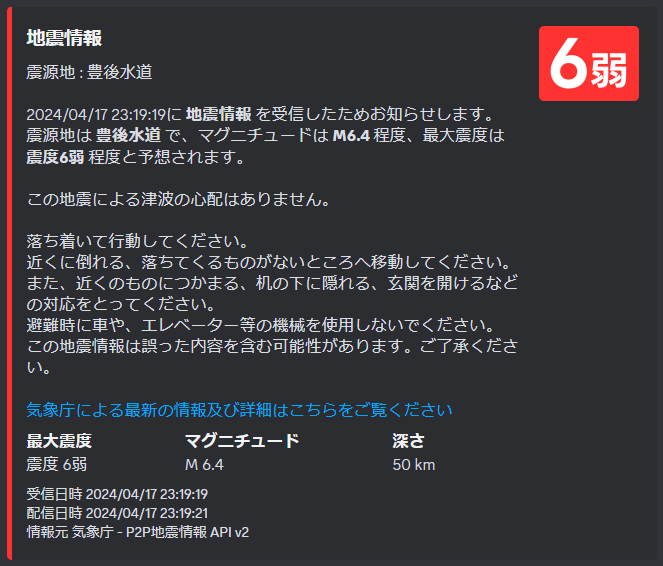 地震情報
6弱
震源地 : 豊後水道
2024/04/17 23:19:19に 地震情報 を受信したためお知らせします。
震源地は 豊後水道 で、マグニチュードは M6.4 程度、最大震度は
震度6弱 程度と予想されます。
この地震による津波の心配はありません。
落ち着いて行動してください。
近くに倒れる、落ちてくるものがないところへ移動してください。
また、近くのものにつかまる、机の下に隠れる、玄関を開けるなど
の対応をとってください。
避難時に車や、エレベーター等の機械を使用しないでください。
この地震情報は誤った内容を含む可能性があります。ご了承くださ
い。
気象庁による最新の情報及び詳細はこちらをご覧ください
最大震度 マグニチュード 深さ
震度 6弱 M 6.4 50 km
受信日時 2024/04/17 23:19:19
配信日時 2024/04/17 23:19:21
情報元 気象庁 - P2P地震情報 API v2